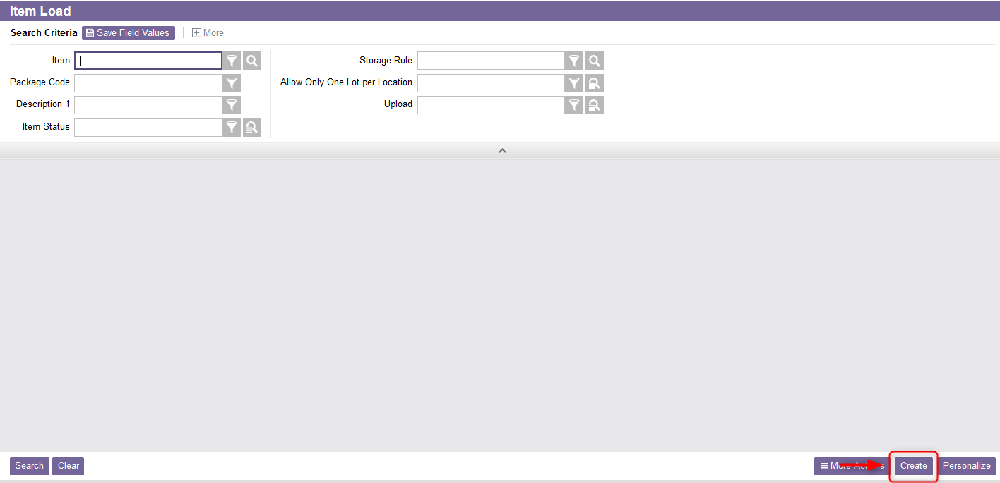 Item Load
Search Criteria Save Field Values More
Item
Package Code
Description 1
Item Status
Storage Rule
Allow Only One Lot per Location
Upload
Search Clear More Actions Create Personalize